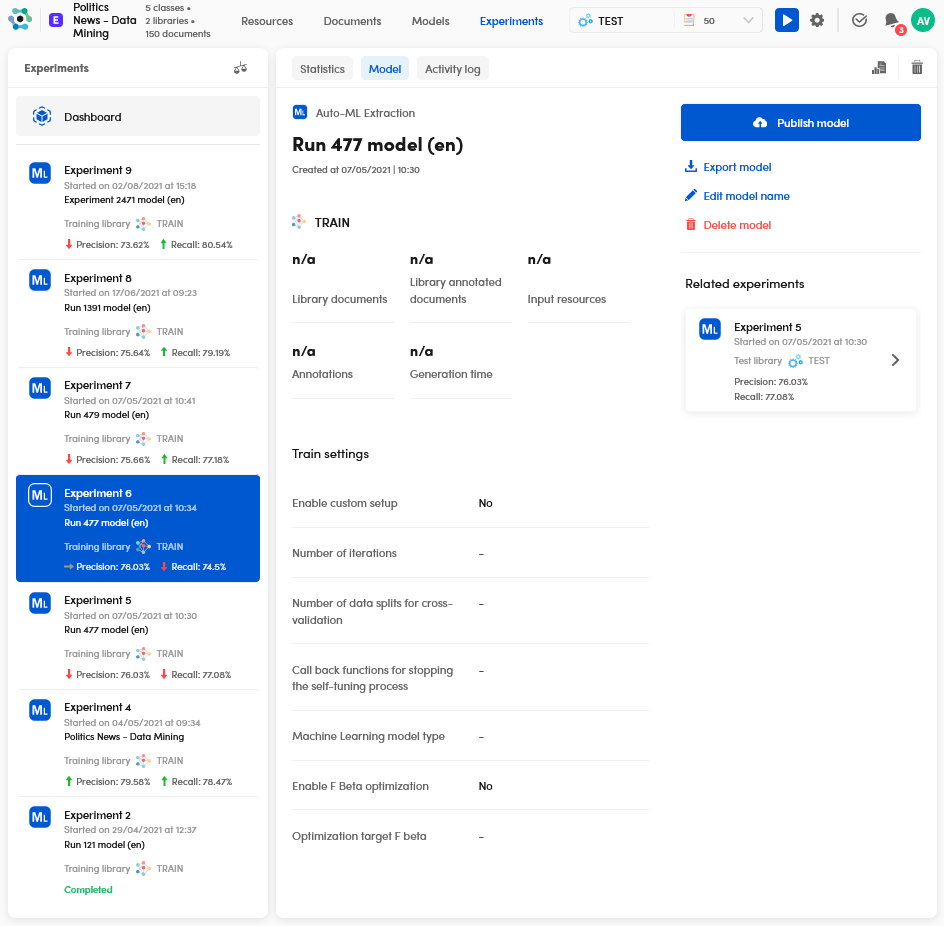 E
Politics
News - Data
Mining
5 classes •
2 libraries •
150 documents
Resources
Documents
Models
Experiments
TEST
50
3
AV
Experiments
Dashboard
ML
Experiment 9
Started on 02/08/2021 at 15:18
Experiment 2471 model (en)
Training library TRAIN
Precision: 73.62% Recall: 80.54%
ML
Experiment 8
Started on 17/06/2021 at 09:23
Run 1391 model (en)
Training library TRAIN
Precision: 75.64% Recall: 79.19%
ML
Experiment 7
Started on 07/05/2021 at 10:41
Run 479 model (en)
Training library TRAIN
Precision: 75.66% Recall: 77.18%
ML
Experiment 6
Started on 07/05/2021 at 10:34
Run 477 model (en)
Training library TRAIN
Precision: 76.03% Recall: 74.5%
ML
Experiment 5
Started on 07/05/2021 at 10:30
Run 477 model (en)
Training library TRAIN
Precision: 76.03% Recall: 77.08%
ML
Experiment 4
Started on 04/05/2021 at 09:34
Politics News - Data Mining
Training library TRAIN
Precision: 79.58% Recall: 78.47%
ML
Experiment 2
Started on 29/04/2021 at 12:37
Run 121 model (en)
Training library TRAIN
Completed
Statistics
Model
Activity log
ML Auto-ML Extraction
Run 477 model (en)
Created at 07/05/2021 | 10:30
TRAIN
n/a
Library documents
n/a
Library annotated
documents
n/a
Input resources
n/a
Annotations
n/a
Generation time
Train settings
Enable custom setup No
Number of iterations -
Number of data splits for cross- -
validation
Call back functions for stopping -
the self-tuning process
Machine Learning model type -
Enable F Beta optimization No
Optimization target F beta -
Publish model
Export model
Edit model name
Delete model
Related experiments
ML
Experiment 5
Started on 07/05/2021 at 10:30
Test library TEST
Precision: 76.03%
Recall: 77.08%